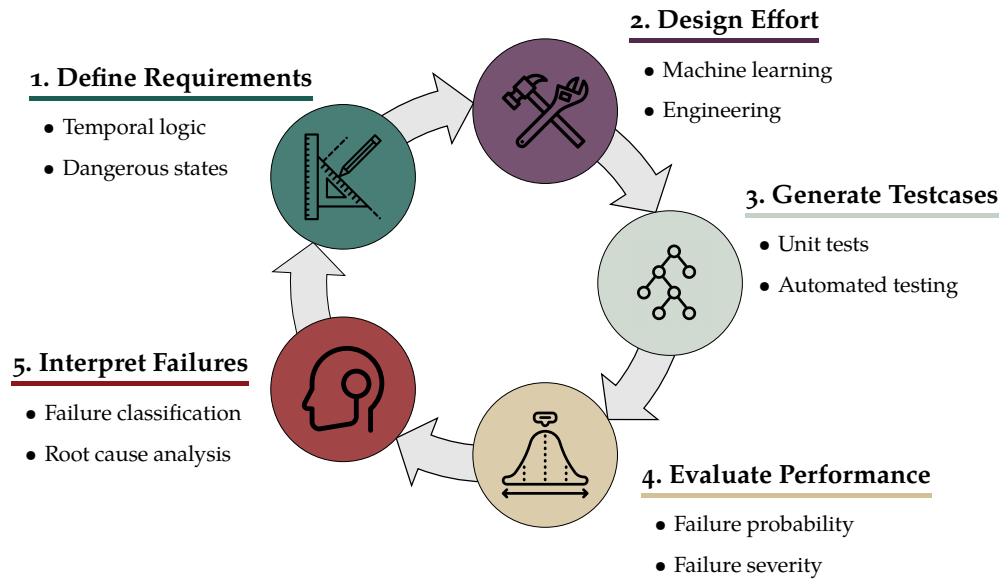 1. Define Requirements
• Temporal logic
• Dangerous states
2. Design Effort
• Machine learning
• Engineering
3. Generate Testcases
• Unit tests
• Automated testing
4. Evaluate Performance
• Failure probability
• Failure severity
5. Interpret Failures
• Failure classification
• Root cause analysis